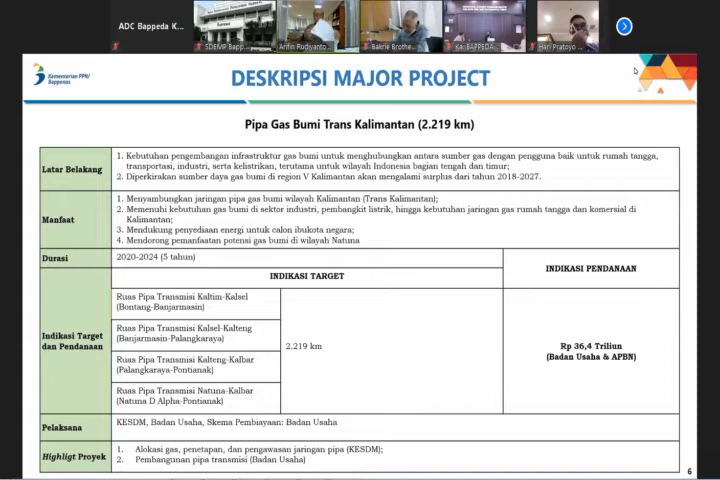 ADC Bappeda K...
SDEMP Bapp...
Arifin Rudiyanto...
Bakrie Brothe...
Ka. BAPPEDA...
Hari Pratoyo ...
Kementerian PPN/
Bappenas
DESKRIPSI MAJOR PROJECT
Pipa Gas Bumi Trans Kalimantan (2.219 km)
Latar Belakang
1. Kebutuhan pengembangan infrastruktur gas bumi untuk menghubungkan antara sumber gas dengan pengguna baik untuk rumah tangga,
transportasi, industri, serta kelistrikan, terutama untuk wilayah Indonesia bagian tengah dan timur;
2. Diperkirakan sumber daya gas bumi di region V Kalimantan akan mengalami surplus dari tahun 2018-2027.
Manfaat
1. Menyambungkan jaringan pipa gas bumi wilayah Kalimantan (Trans Kalimantan);
2. Memenuhi kebutuhan gas bumi di sektor industri, pembangkit listrik, hingga kebutuhan jaringan gas rumah tangga dan komersial di
Kalimantan;
3. Mendukung penyediaan energi untuk calon ibukota negara;
4. Mendorong pemanfaatan potensi gas bumi di wilayah Natuna
Durasi
2020-2024 (5 tahun)
INDIKASI TARGET
INDIKASI PENDANAAN
Indikasi Target
dan Pendanaan
Ruas Pipa Transmisi Kaltim-Kalsel
(Bontang-Banjarmasin)
Ruas Pipa Transmisi Kalsel-Kalteng
(Banjarmasin-Palangkaraya)
Ruas Pipa Transmisi Kalteng-Kalbar
(Palangkaraya-Pontianak)
Ruas Pipa Transmisi Natuna-Kalbar
(Natuna D Alpha-Pontianak)
2.219 km
Rp 36,4 Triliun
(Badan Usaha & APBN)
Pelaksana
KESDM, Badan Usaha, Skema Pembiayaan: Badan Usaha
Highligt Proyek
1. Alokasi gas, penetapan, dan pengawasan jaringan pipa (KESDM);
2. Pembangunan pipa transmisi (Badan Usaha)
6